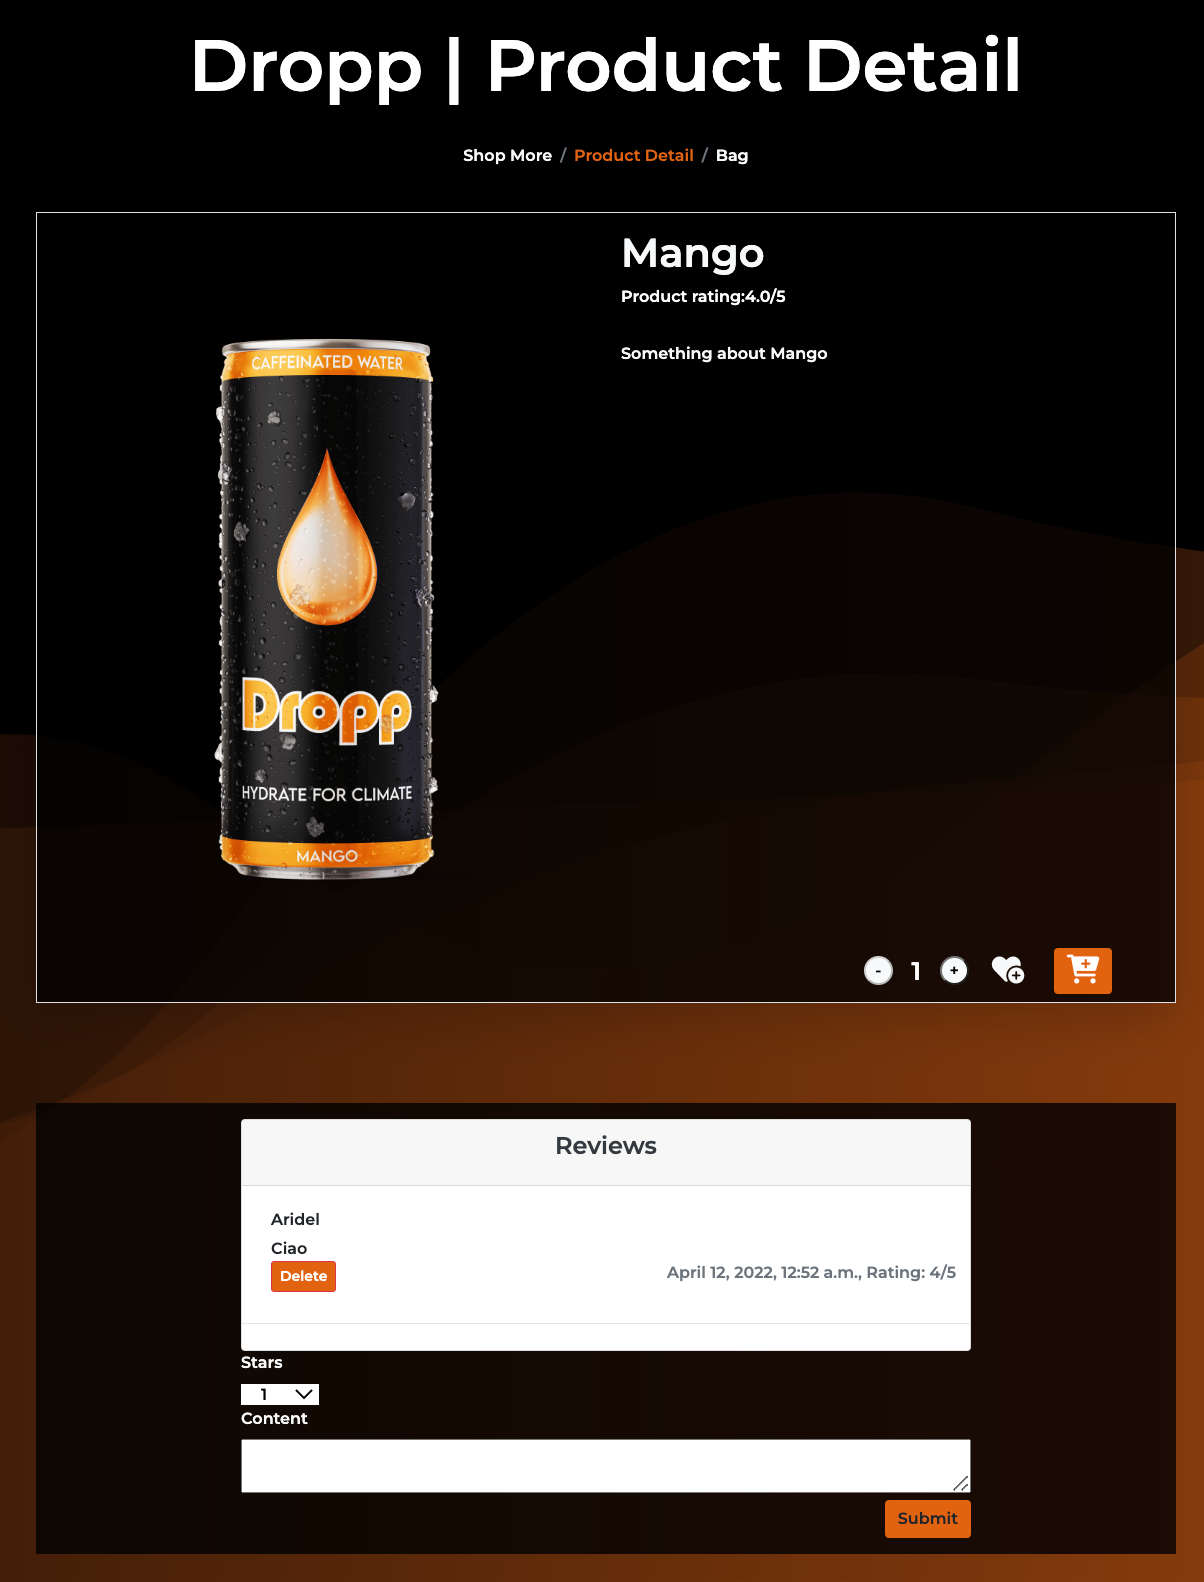 Dropp | Product Detail
Shop More / Product Detail / Bag
Mango
Product rating:4.0/5
Something about Mango
CAFFEINATED WATER
Dropp
HYDRATE FOR CLIMATE
MANGO
- 1 +
Reviews
Aridel
Ciao
Delete
April 12, 2022, 12:52 a.m., Rating: 4/5
Stars
1
Content
Submit